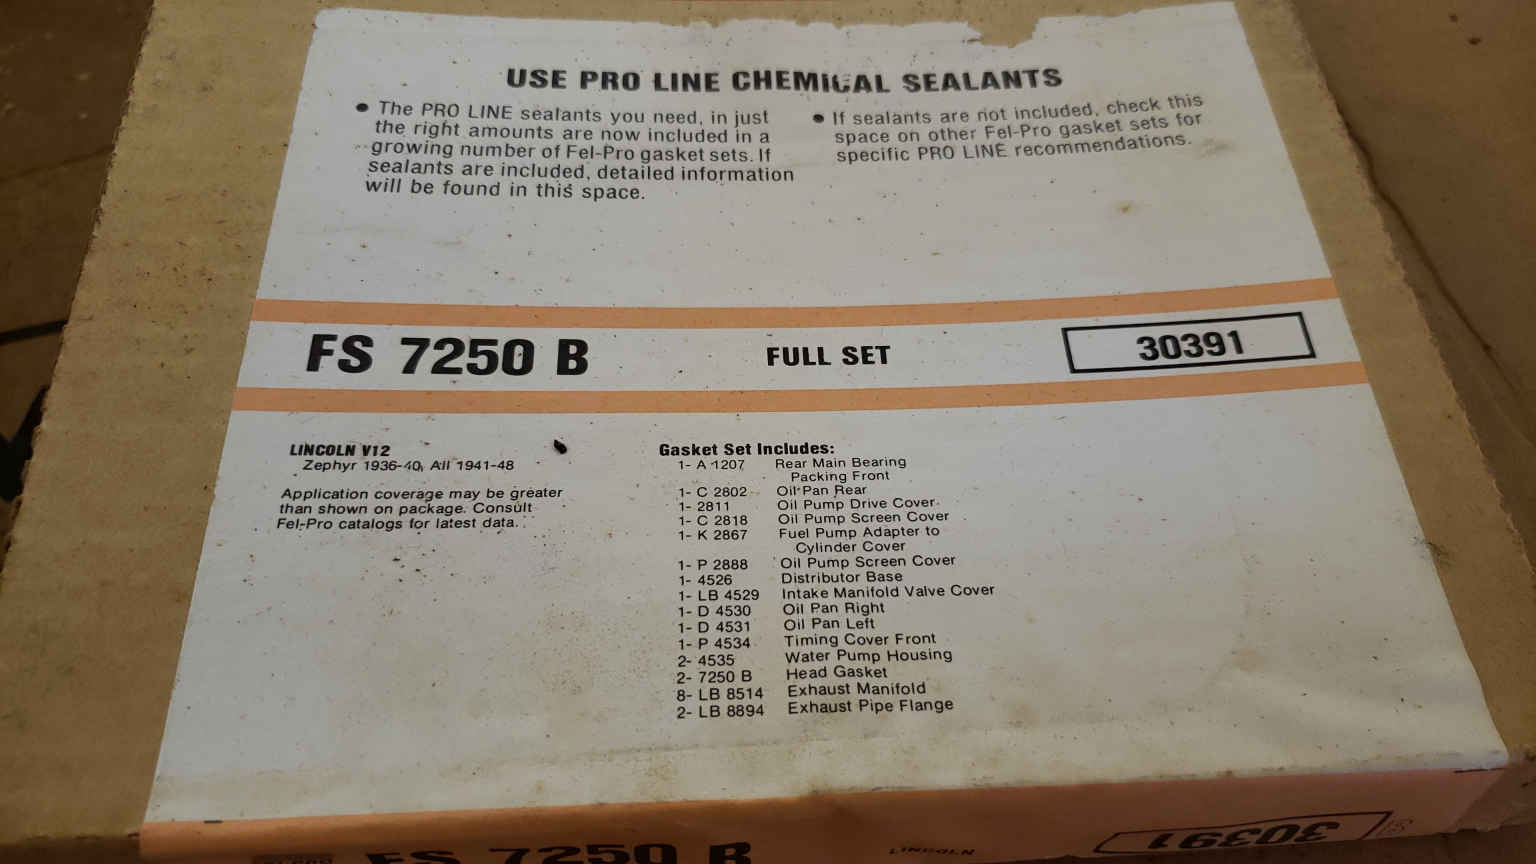 USE PRO LINE CHEMICAL SEALANTS
• The PRO LINE sealants you need, in just
the right amounts are now included in a
growing number of Fel-Pro gasket sets. If
sealants are included, detailed information
will be found in this space.
• If sealants are not included, check this
space on other Fel-Pro gasket sets for
specific PRO LINE recommendations.
FS 7250 B
FULL SET
30391
LINCOLN V12
Zephyr 1936-40, All 1941-48
Application coverage may be greater
than shown on package. Consult
Fel-Pro catalogs for latest data.
Gasket Set Includes:
1- A 1207 Rear Main Bearing
Packing Front
1- C 2802 Oil Pan Rear
1- 2811 Oil Pump Drive Cover
1- C 2818 Oil Pump Screen Cover
1- K 2867 Fuel Pump Adapter to
Cylinder Cover
1- P 2888 Oil Pump Screen Cover
1- 4526 Distributor Base
1- LB 4529 Intake Manifold Valve Cover
1- D 4530 Oil Pan Right
1- D 4531 Oil Pan Left
1- P 4534 Timing Cover Front
2- 4535 Water Pump Housing
2- 7250 B Head Gasket
8- LB 8514 Exhaust Manifold
2- LB 8894 Exhaust Pipe Flange
FS 7250 B
LINCOLN
30391